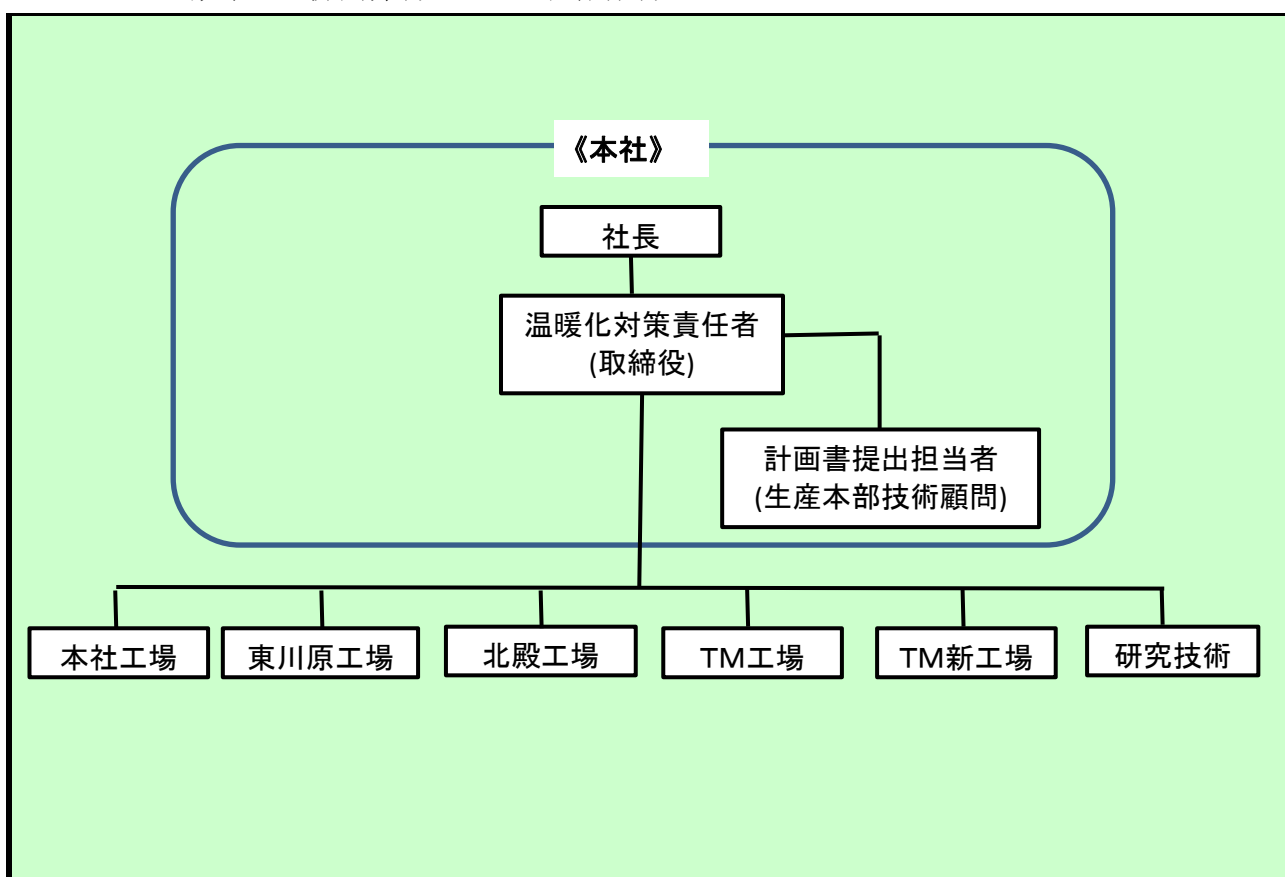 《本社》
社長
温暖化対策責任者
(取締役)
計画書提出担当者
(生産本部技術顧問)
本社工場
東川原工場
北殿工場
TM工場
TM新工場
研究技術